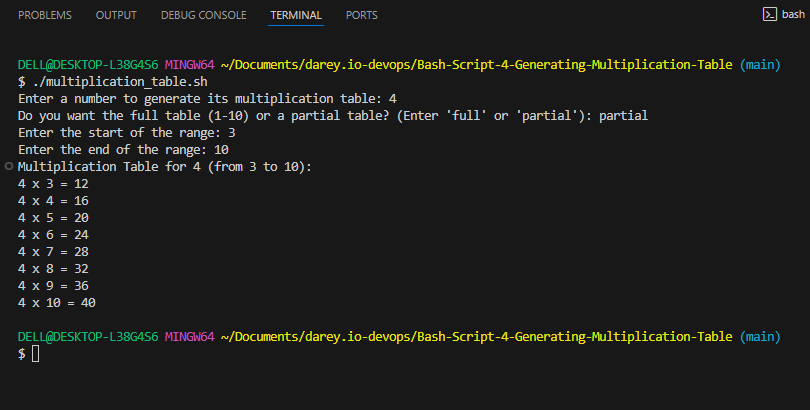 PROBLEMS OUTPUT DEBUG CONSOLE TERMINAL PORTS bash
DELL@DESKTOP-L38G4S6 MINGW64 ~/Documents/darey.io-devops/Bash-Script-4-Generating-Multiplication-Table (main)
$ ./multiplication_table.sh
Enter a number to generate its multiplication table: 4
Do you want the full table (1-10) or a partial table? (Enter 'full' or 'partial'): partial
Enter the start of the range: 3
Enter the end of the range: 10
Multiplication Table for 4 (from 3 to 10):
4 x 3 = 12
4 x 4 = 16
4 x 5 = 20
4 x 6 = 24
4 x 7 = 28
4 x 8 = 32
4 x 9 = 36
4 x 10 = 40
DELL@DESKTOP-L38G4S6 MINGW64 ~/Documents/darey.io-devops/Bash-Script-4-Generating-Multiplication-Table (main)
$